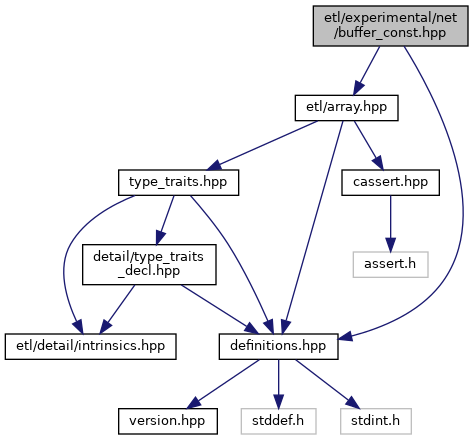 etl/experimental/net
/buffer_const.hpp
etl/array.hpp
type_traits.hpp
cassert.hpp
detail/type_traits
_decl.hpp
assert.h
etl/detail/intrinsics.hpp
definitions.hpp
version.hpp
stddef.h
stdint.h